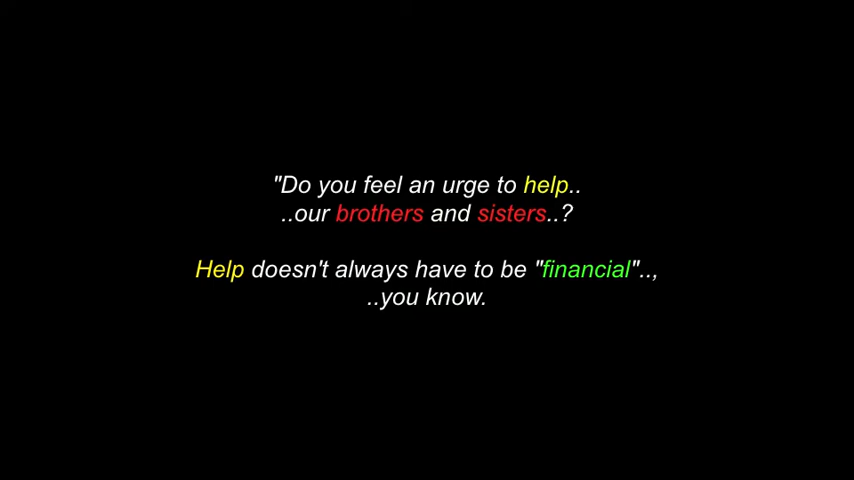 "Do you feel an urge to help..
..our brothers and sisters..?
Help doesn't always have to be "financial"..,
..you know.